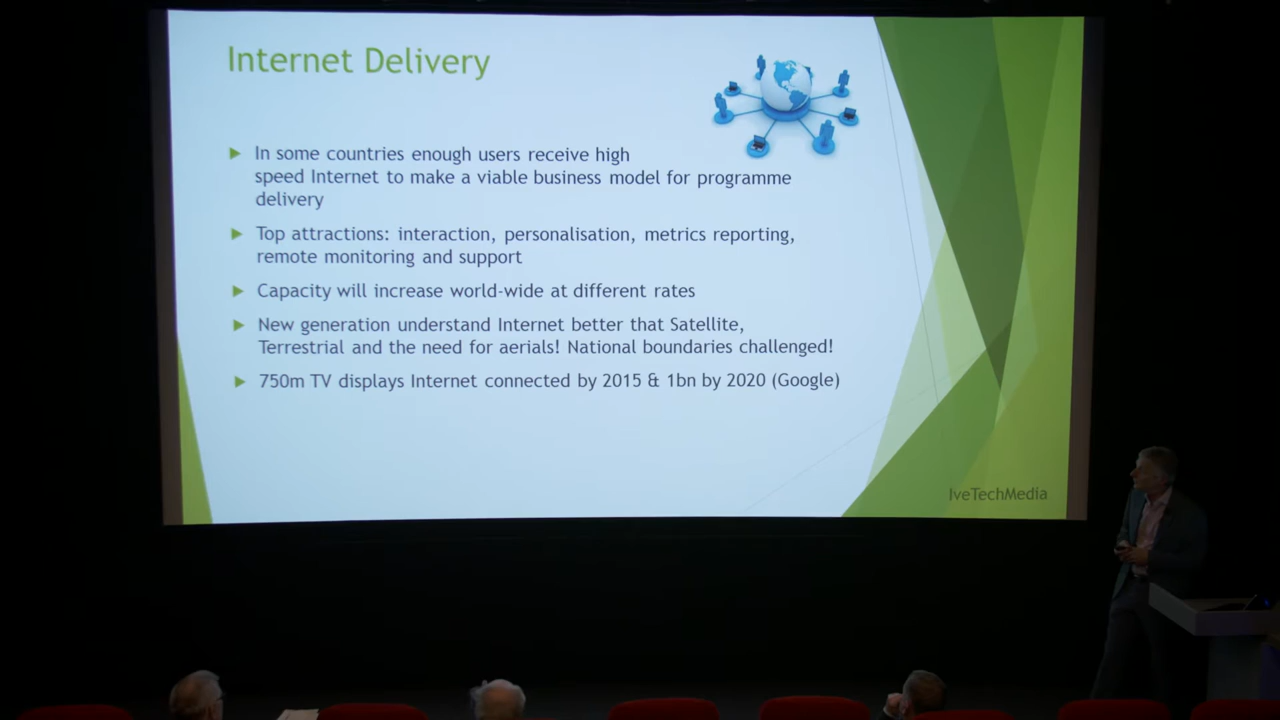 Internet Delivery
In some countries enough users receive high
speed Internet to make a viable business model for programme
delivery
Top attractions: interaction, personalisation, metrics reporting,
remote monitoring and support
Capacity will increase world-wide at different rates
New generation understand Internet better that Satellite,
Terrestrial and the need for aerials! National boundaries challenged!
750m TV displays Internet connected by 2015 & 1bn by 2020 (Google)
IveTechMedia